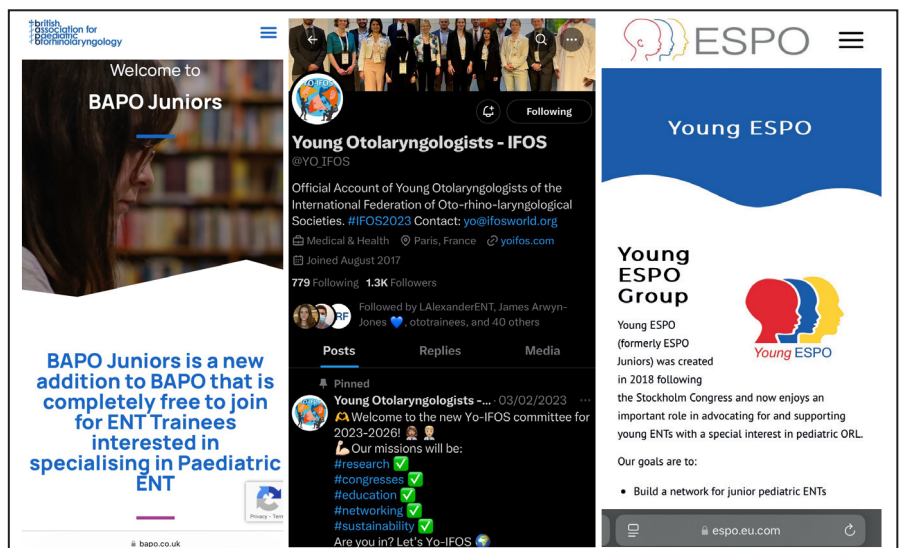 british
association for
paediatric
otorhinolaryngology
Welcome to
BAPO Juniors
BAPO Juniors is a new
addition to BAPO that is
completely free to join
for ENT Trainees
interested in
specialising in Paediatric
ENT
Privacy - Term
bapo.co.uk
Yo-IFOS
Following
Young Otolaryngologists - IFOS
@YO_IFOS
Official Account of Young Otolaryngologists of the
International Federation of Oto-rhino-laryngological
Societies. #IFOS2023 Contact: yo@ifosworld.org
Medical & Health Paris, France yoifos.com
Joined August 2017
779 Following 1.3K Followers
RF
Followed by LAlexanderENT, James Arwyn-
Jones 💙, ototrainees, and 40 others
Posts Replies Media
Pinned
Young Otolaryngologists -... · 03/02/2023 ...
🫶Welcome to the new Yo-IFOS committee for
2023-2026! 👩🏽‍⚕️ 👨🏼‍⚕️
💪🏻Our missions will be:
#research ✅
#congresses ✅
#education ✅
#networking ✅
#sustainability ✅
Are you in? Let's Yo-IFOS 🌍
ESPO
Young ESPO
Young
ESPO
Group
Young ESPO
Young ESPO
(formerly ESPO
Juniors) was created
in 2018 following
the Stockholm Congress and now enjoys an
important role in advocating for and supporting
young ENTs with a special interest in pediatric ORL.
Our goals are to:
• Build a network for junior pediatric ENTs
espo.eu.com